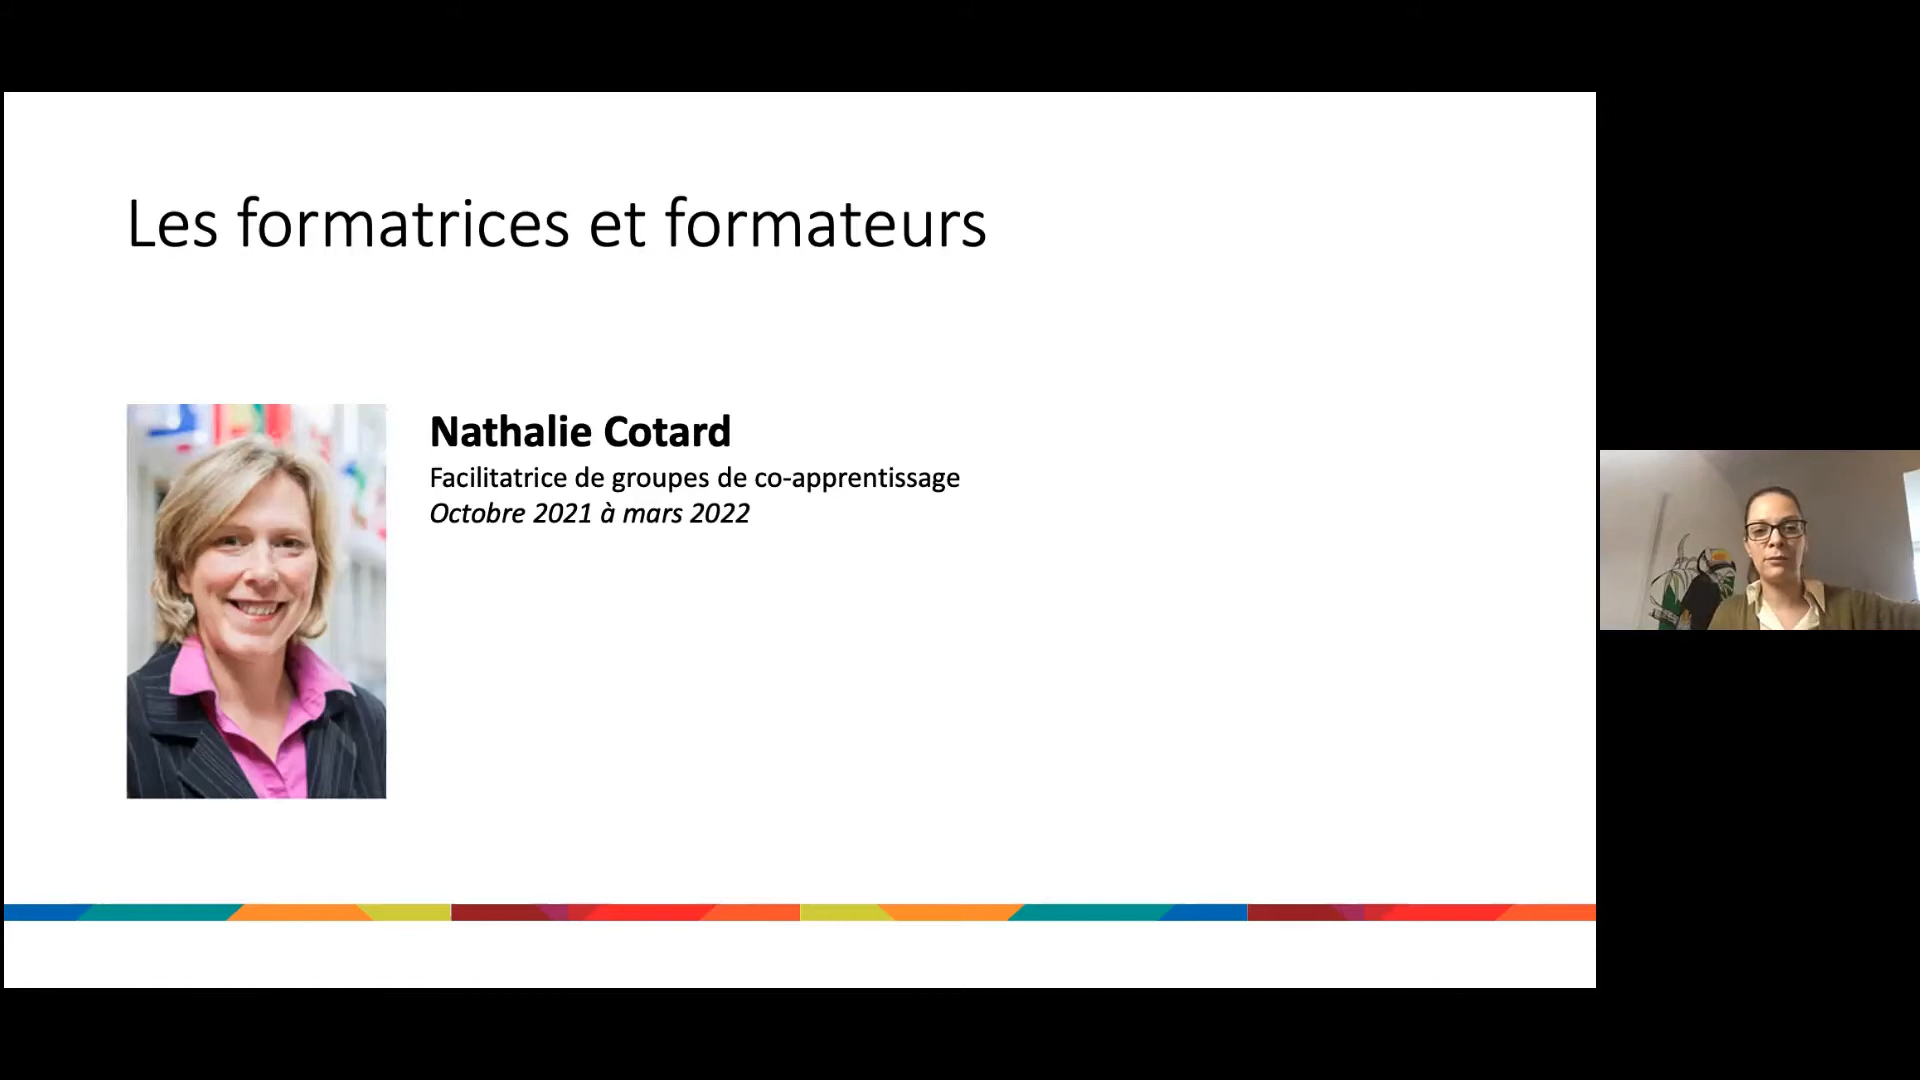 Les formatrices et formateurs
Nathalie Cotard
Facilitatrice de groupes de co-apprentissage
Octobre 2021 à mars 2022